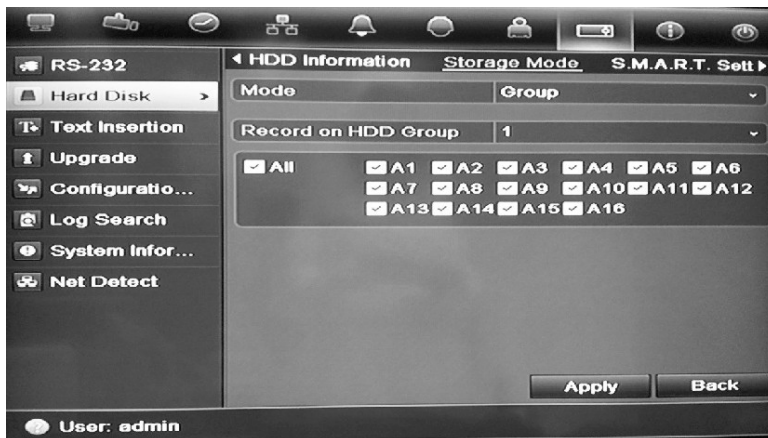 HDD Information Storage Mode S.M.A.R.T. Sett
RS-232
Hard Disk
Text Insertion
Upgrade
Configuratio...
Log Search
System Infor...
Net Detect
Mode Group
Record on HDD Group 1
All A1 A2 A3 A4 A5 A6
A7 A8 A9 A10 A11 A12
A13 A14 A15 A16
Apply Back
User: admin